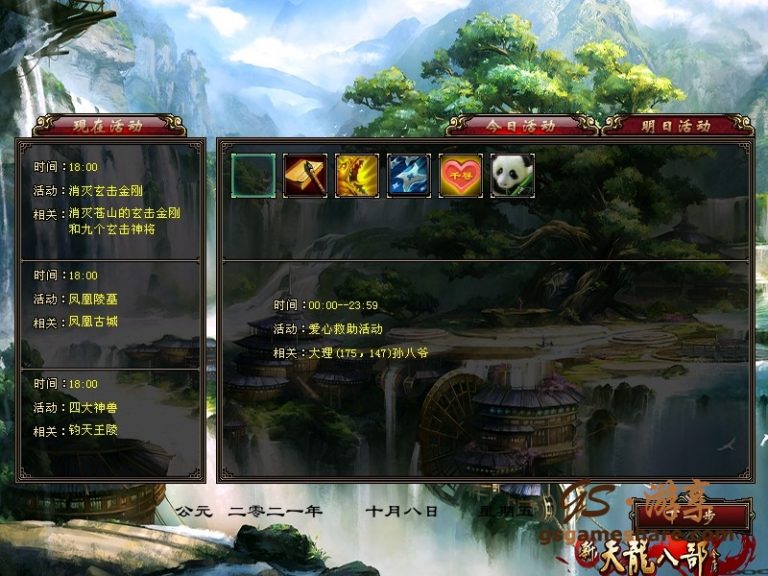 现在活动
今日活动
明日活动
时间：18:00
活动：消灭玄击金刚
相关：消灭苍山的玄击金刚
和九个玄击神将
时间：18:00
活动：凤凰陵墓
相关：凤凰古城
时间：18:00
活动：四大神兽
相关：钧天王陵
千寻
时间：00:00--23:59
活动：爱心救助活动
相关：大理(175，147)孙八爷
公元 二零二一年 十月八日 星期五
GS·游享
下一步
新天龍八部